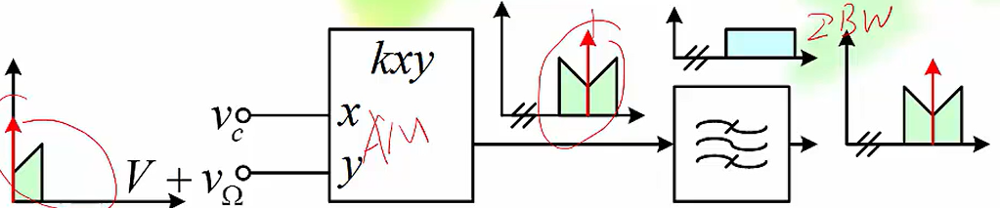 kxy
v_c
x
AM
V + v_Ω
y
2BW